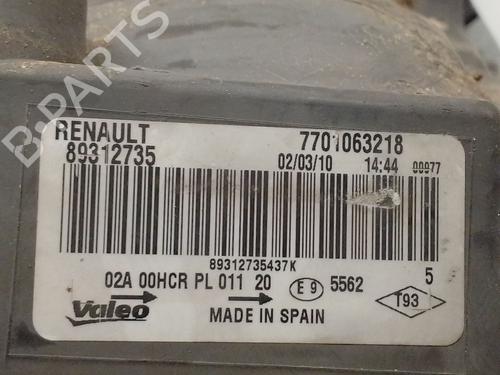 B-PARTS
RENAULT 7701063218
89312735 02/03/10 14:44 00977
89312735437K
02A 00HCR PL 011 20 E 9 5562 5
Valeo MADE IN SPAIN T93